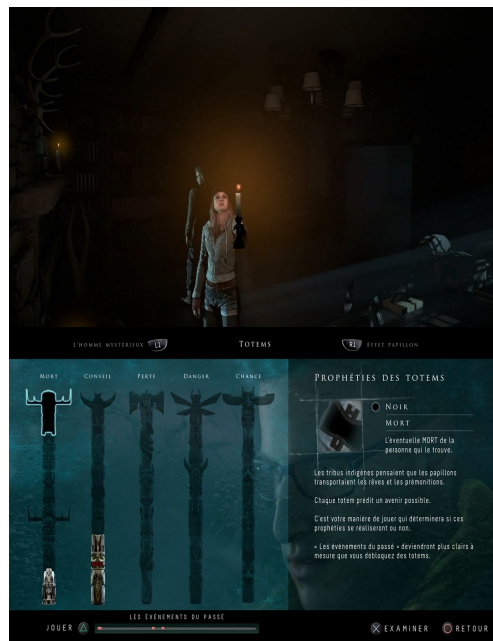 L'HOMME MYSTÉRIEUX L1 TOTEMS R1 EFFET PAPILLON
MORT CONSEIL PERTE DANGER CHANCE
PROPHÉTIES DES TOTEMS
NOIR
MORT
L'éventuelle MORT de la
personne qui le trouve.
Les tribus indigènes pensaient que les papillons
transportaient les rêves et les prémonitions.
Chaque totem prédit un avenir possible.
C'est votre manière de jouer qui déterminera si ces
prophéties se réaliseront ou non.
« Les évènements du passé » deviendront plus clairs à
mesure que vous débloquez des totems.
LES ÉVÉNEMENTS DU PASSÉ
JOUER
EXAMINER RETOUR